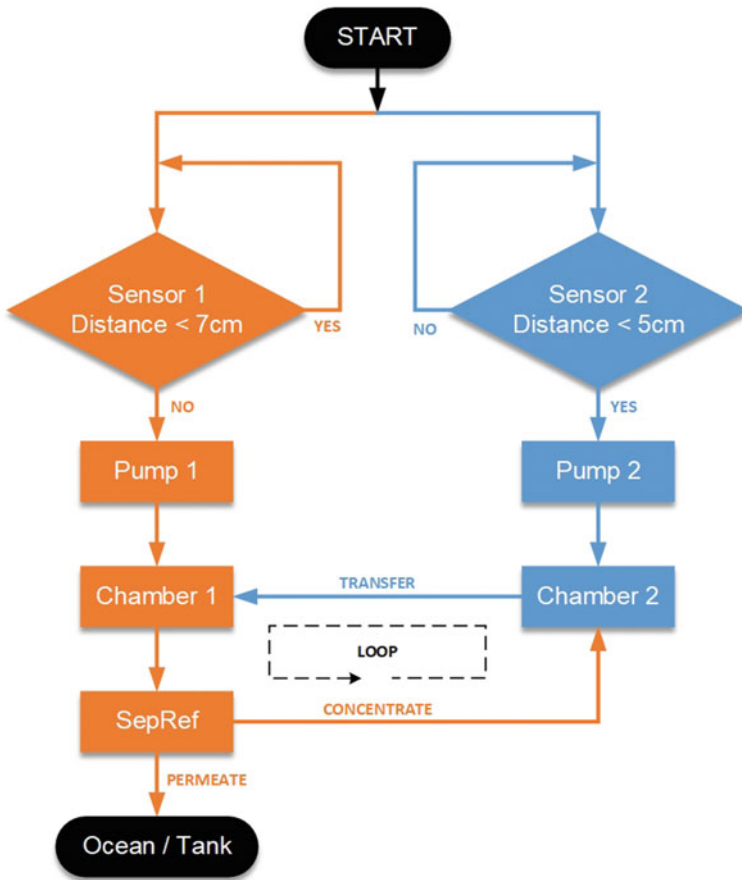 START
Sensor 1
Distance < 7cm
Sensor 2
Distance < 5cm
YES
NO
NO
YES
Pump 1
Pump 2
Chamber 1
TRANSFER
Chamber 2
LOOP
SepRef
CONCENTRATE
PERMEATE
Ocean / Tank